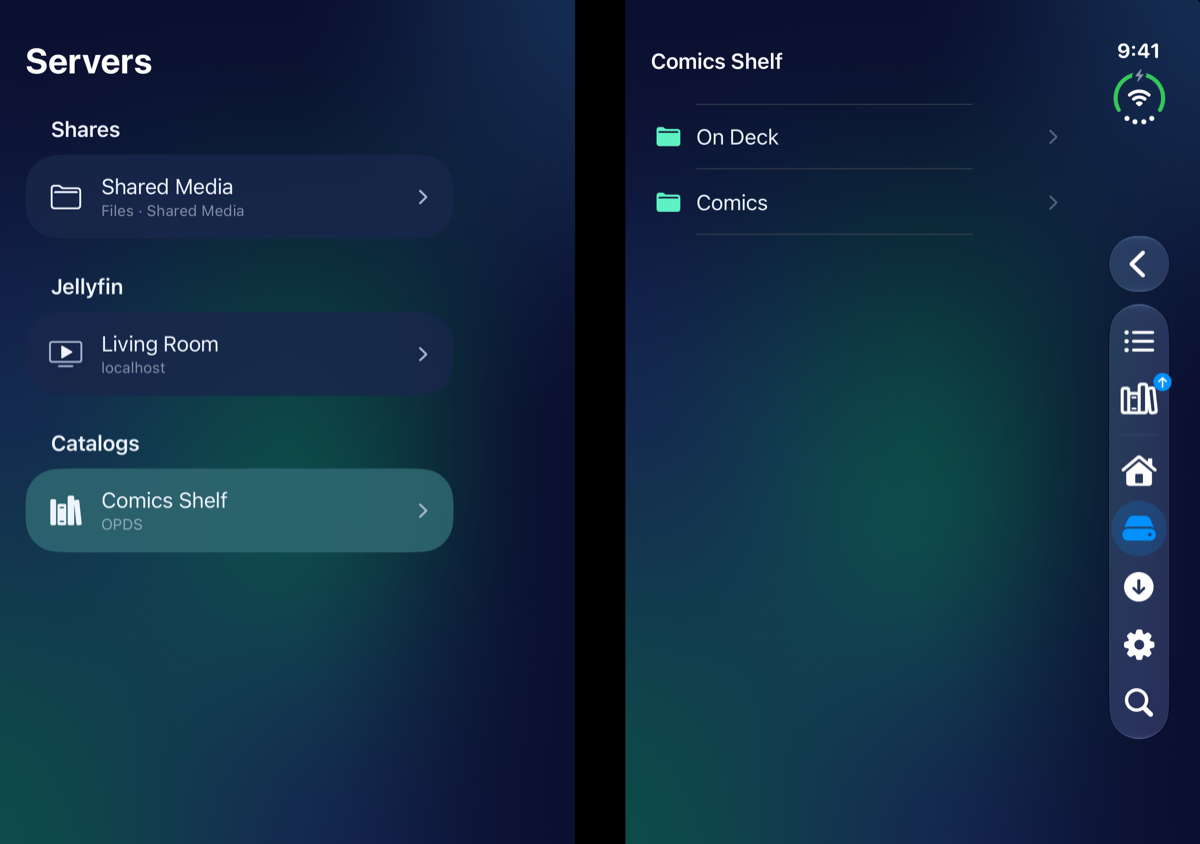 Servers
Shares
Shared Media
Files · Shared Media
Jellyfin
Living Room
localhost
Catalogs
Comics Shelf
OPDS
Comics Shelf
On Deck
Comics
9:41